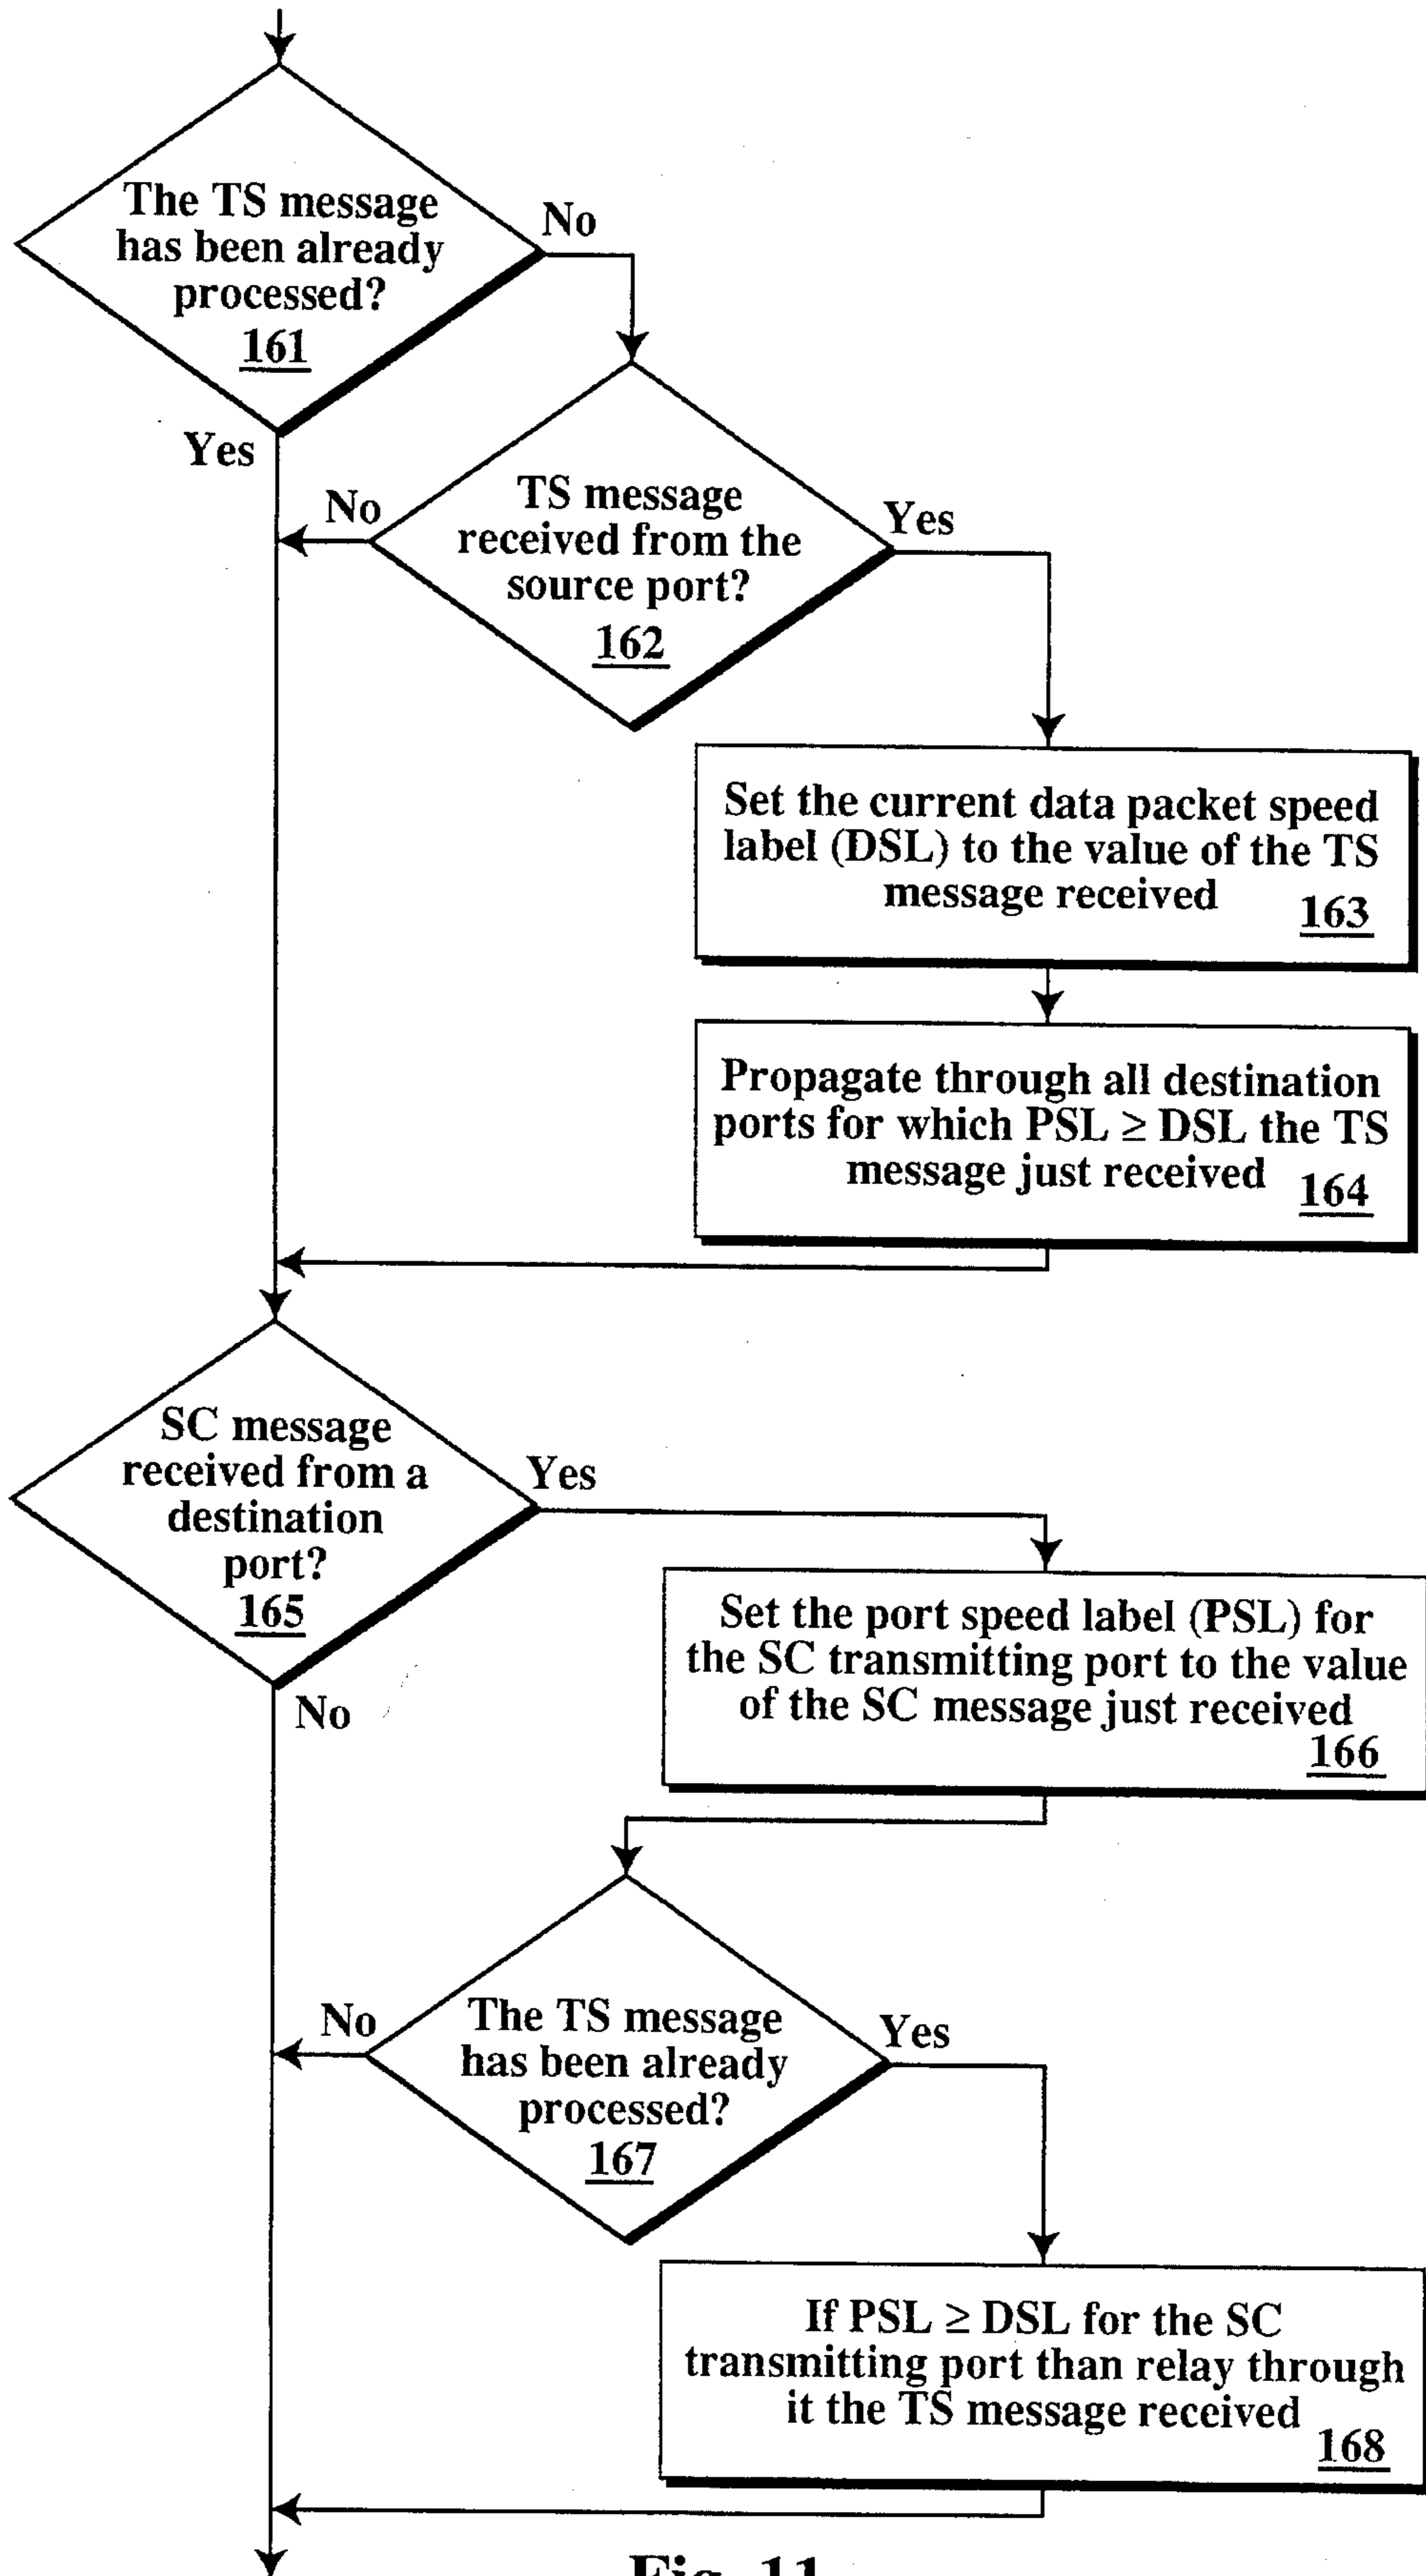 The TS message
has been already
processed?
161
No
Yes
TS message
received from the
source port?
162
No
Yes
Set the current data packet speed
label (DSL) to the value of the TS
message received
163
Propagate through all destination
ports for which PSL ≥ DSL the TS
message just received
164
SC message
received from a
destination
port?
165
Yes
No
Set the port speed label (PSL) for
the SC transmitting port to the value
of the SC message just received
166
The TS message
has been already
processed?
167
No
Yes
If PSL ≥ DSL for the SC
transmitting port than relay through
it the TS message received
168
Fig. 11